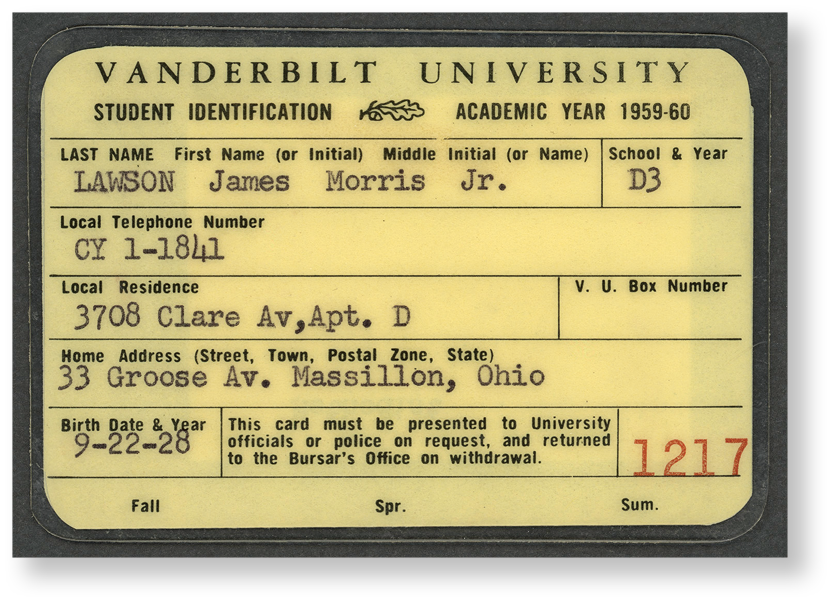 VANDERBILT UNIVERSITY
STUDENT IDENTIFICATION ACADEMIC YEAR 1959-60
LAST NAME First Name (or Initial) Middle Initial (or Name) School & Year
LAWSON James Morris Jr. D3
Local Telephone Number
CY 1-1841
Local Residence V. U. Box Number
3708 Clare Av,Apt. D
Home Address (Street, Town, Postal Zone, State)
33 Groose Av. Massillon, Ohio
Birth Date & Year
9-22-28
This card must be presented to University
officials or police on request, and returned
to the Bursar's Office on withdrawal.
1217
Fall Spr. Sum.